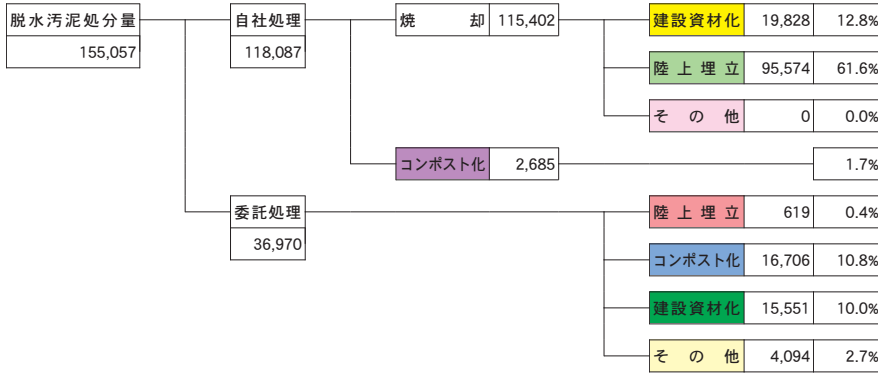 脱水汚泥処分量 自社処理 焼却 115,402 建設資材化 19,828 12.8%
155,057 118,087
陸上埋立 95,574 61.6%
その他 0 0.0%
コンポスト化 2,685 1.7%
委託処理 陸上埋立 619 0.4%
36,970
コンポスト化 16,706 10.8%
建設資材化 15,551 10.0%
その他 4,094 2.7%